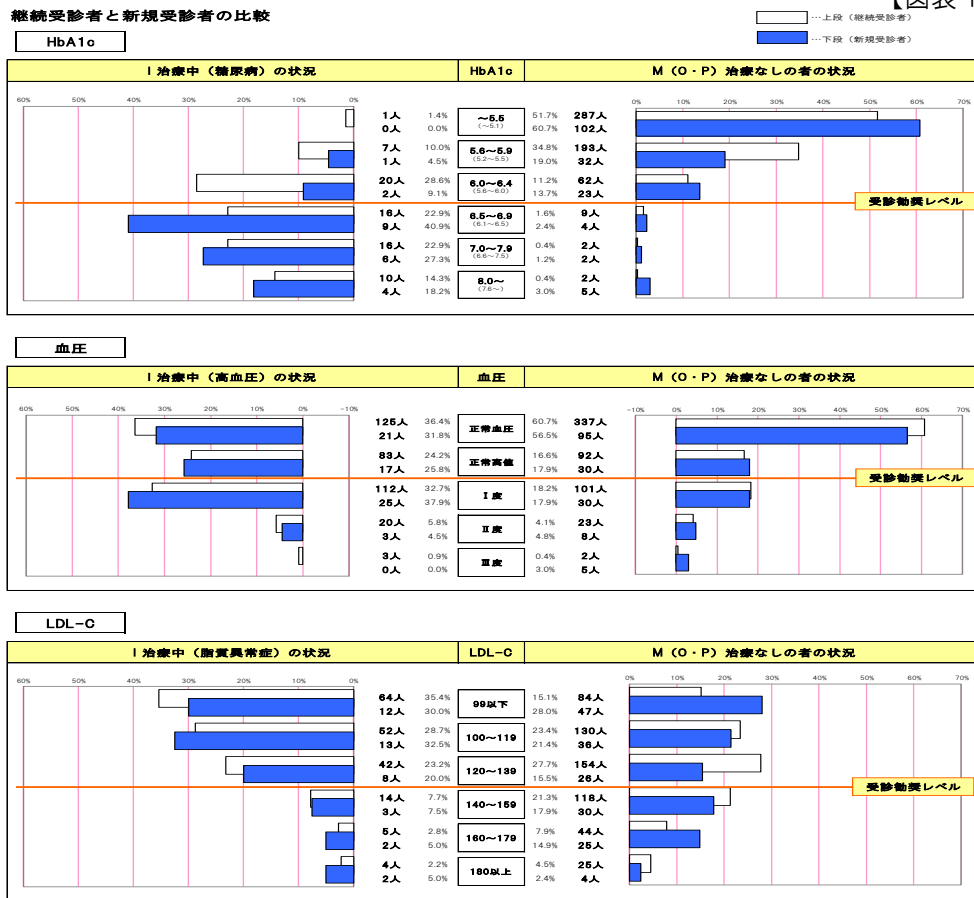 継続受診者と新規受診者の比較
【図表1
…上段（継続受診者）
…下段（新規受診者）
HbA1c
Ⅰ治療中（糖尿病）の状況 HbA1c M（O・P）治療なしの者の状況
60% 50% 40% 30% 20% 10% 0% 0% 10% 20% 30% 40% 50% 60% 70%
1人 1.4% ～5.5 51.7% 287人
0人 0.0% （～5.1） 60.7% 102人
7人 10.0% 5.6～5.9 34.8% 193人
1人 4.5% （5.2～5.5） 19.0% 32人
20人 28.6% 6.0～6.4 11.2% 62人
2人 9.1% （5.6～6.0） 13.7% 23人
受診勧奨レベル
16人 22.9% 6.5～6.9 1.6% 9人
9人 40.9% （6.1～6.5） 2.4% 4人
16人 22.9% 7.0～7.9 0.4% 2人
6人 27.3% （6.6～7.5） 1.2% 2人
10人 14.3% 8.0～ 0.4% 2人
4人 18.2% （7.6～） 3.0% 5人
血圧
Ⅰ治療中（高血圧）の状況 血圧 M（O・P）治療なしの者の状況
60% 50% 40% 30% 20% 10% 0% -10% -10% 0% 10% 20% 30% 40% 50% 60% 70%
125人 36.4% 正常血圧 60.7% 337人
21人 31.8% 56.5% 95人
83人 24.2% 正常高値 16.6% 92人
17人 25.8% 17.9% 30人
受診勧奨レベル
112人 32.7% Ⅰ度 18.2% 101人
25人 37.9% 17.9% 30人
20人 5.8% Ⅱ度 4.1% 23人
3人 4.5% 4.8% 8人
3人 0.9% Ⅲ度 0.4% 2人
0人 0.0% 3.0% 5人
LDL-C
Ⅰ治療中（脂質異常症）の状況 LDL-C M（O・P）治療なしの者の状況
60% 50% 40% 30% 20% 10% 0% 0% 10% 20% 30% 40% 50% 60% 70%
64人 35.4% 99以下 15.1% 84人
12人 30.0% 28.0% 47人
52人 28.7% 100～119 23.4% 130人
13人 32.5% 21.4% 36人
42人 23.2% 120～139 27.7% 154人
8人 20.0% 15.5% 26人
受診勧奨レベル
14人 7.7% 140～159 21.3% 118人
3人 7.5% 17.9% 30人
5人 2.8% 160～179 7.9% 44人
2人 5.0% 14.9% 25人
4人 2.2% 180以上 4.5% 25人
2人 5.0% 2.4% 4人